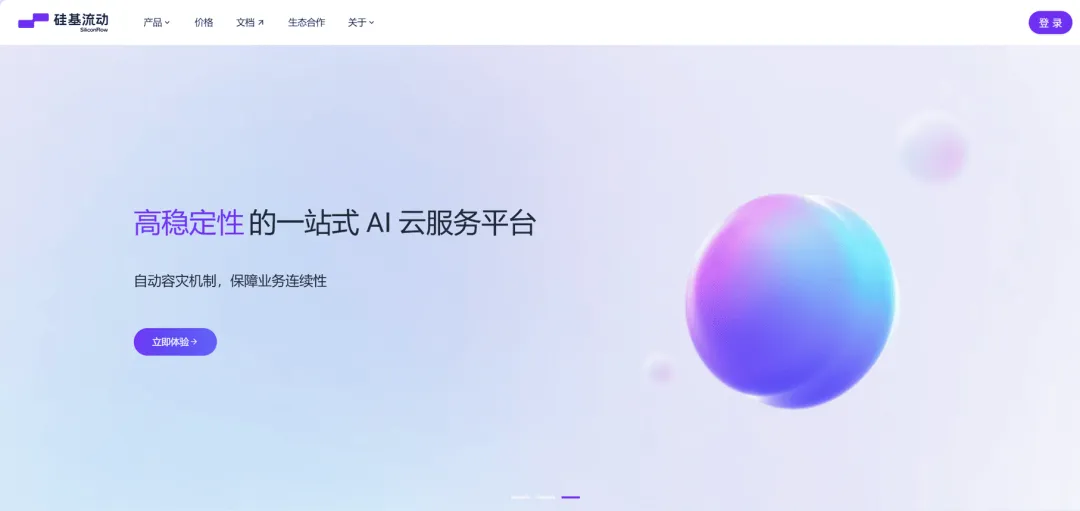 硅基流动
SiliconFlow
产品
价格
文档
生态合作
关于
登 录
高稳定性的一站式 AI 云服务平台
自动容灾机制，保障业务连续性
立即体验